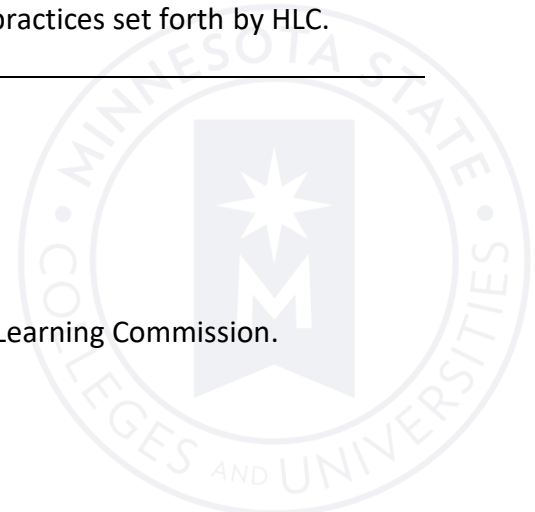 practices set forth by HLC.
MINNESOTA STATE
M
Learning Commission.
COLLEGES AND UNIVERSITIES